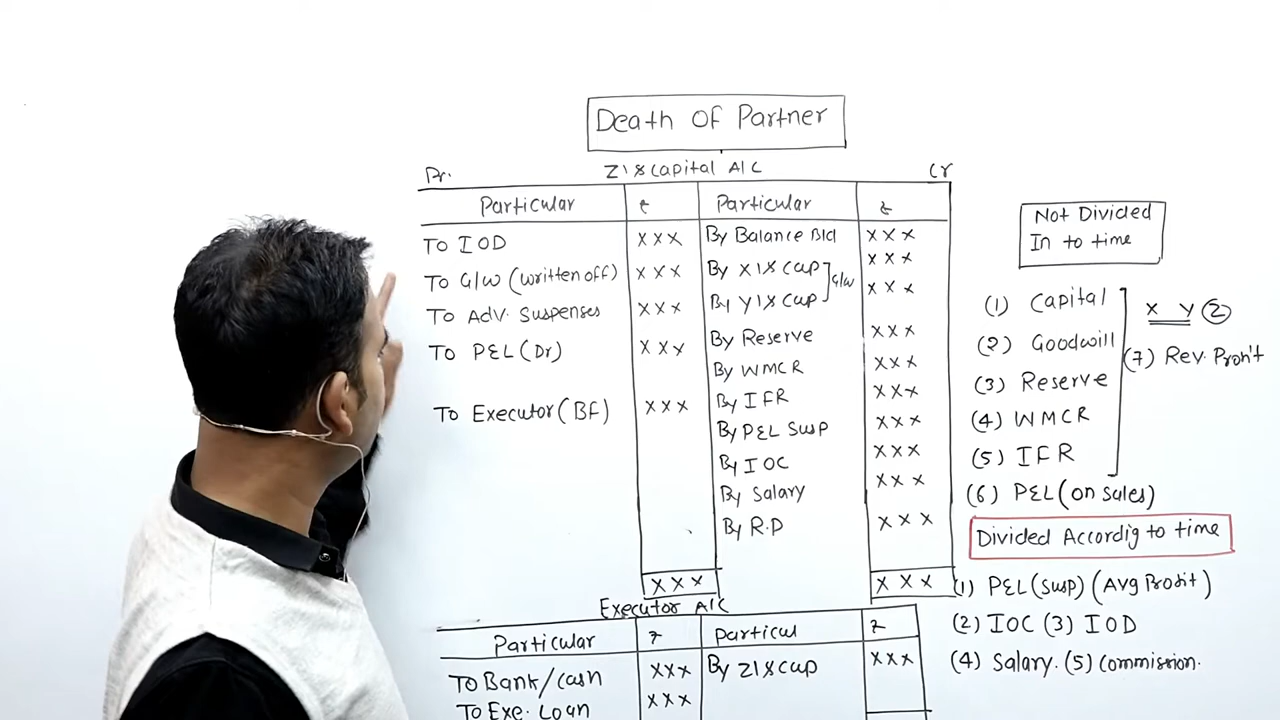 Death Of Partner
Dr. Z's Capital A/C Cr
Particular ₹ Particular ₹
To IOD xxx By Balance B/d xxx
To G/W (written off) xxx By X's Cap xxx
To Adv. Suspenses xxx By Y's Cap G/W xxx
To P&L (Dr) xxx By Reserve xxx
By WMCR xxx
To Executor (BF) xxx By IFR xxx
By P&L Susp xxx
By IOC xxx
By Salary xxx
By R.P xxx
xxx xxx
Executor A/C
Particular ₹ Particul ₹
To Bank/Cash xxx By Z's Cap xxx
To Exe. Loan xxx
Not Divided
In to time
(1) Capital
(2) Goodwill
(3) Reserve
(4) WMCR
(5) IFR
X Y 2
(7) Rev. Profit
(6) P&L (on Sales)
Divided Accordig to time
(1) P&L (Susp) (Avg Profit)
(2) IOC (3) IOD
(4) Salary. (5) Commission.